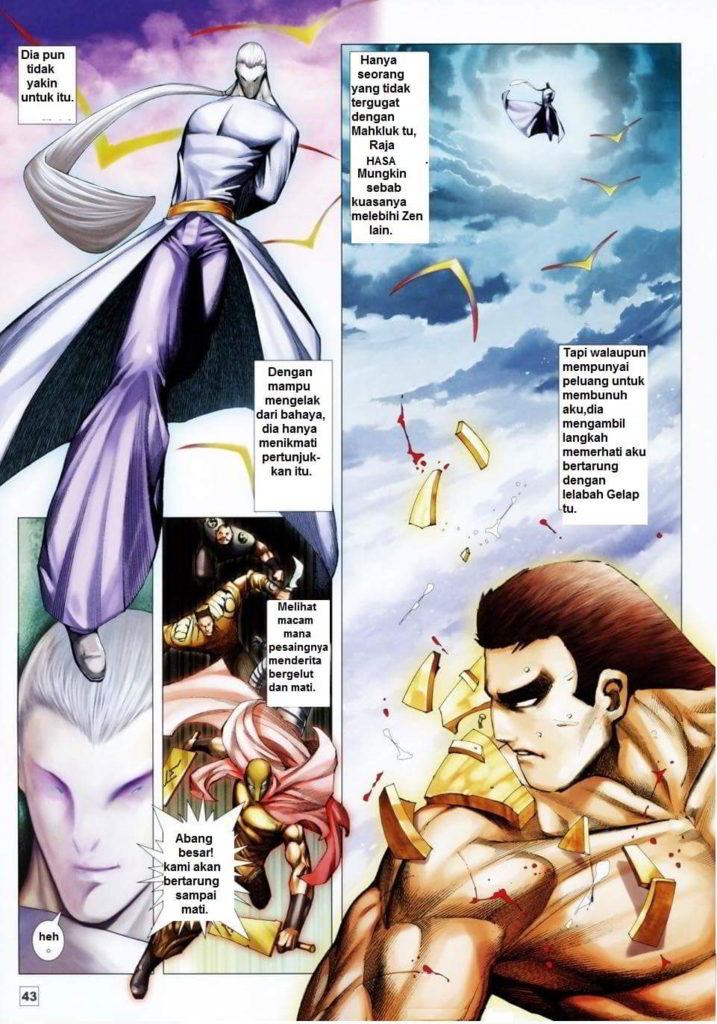 Dia pun
tidak
yakin
untuk itu.
Hanya
seorang
yang tidak
tergugat
dengan
Mahkluk tu,
Raja
HASA
Mungkin
sebab
kuasanya
melebihi Zen
lain.
Dengan
mampu
mengelak
dari bahaya,
dia hanya
menikmati
pertunjuk-
kan itu.
Tapi walaupun
mempunyai
peluang untuk
membunuh
aku,dia
mengambil
langkah
memerhati aku
bertarung
dengan
lelabah Gelap
tu.
Melihat
macam
mana
pesaingnya
menderita
bergelut
dan mati.
Abang
besar!
kami akan
bertarung
sampai
mati.
heh
43